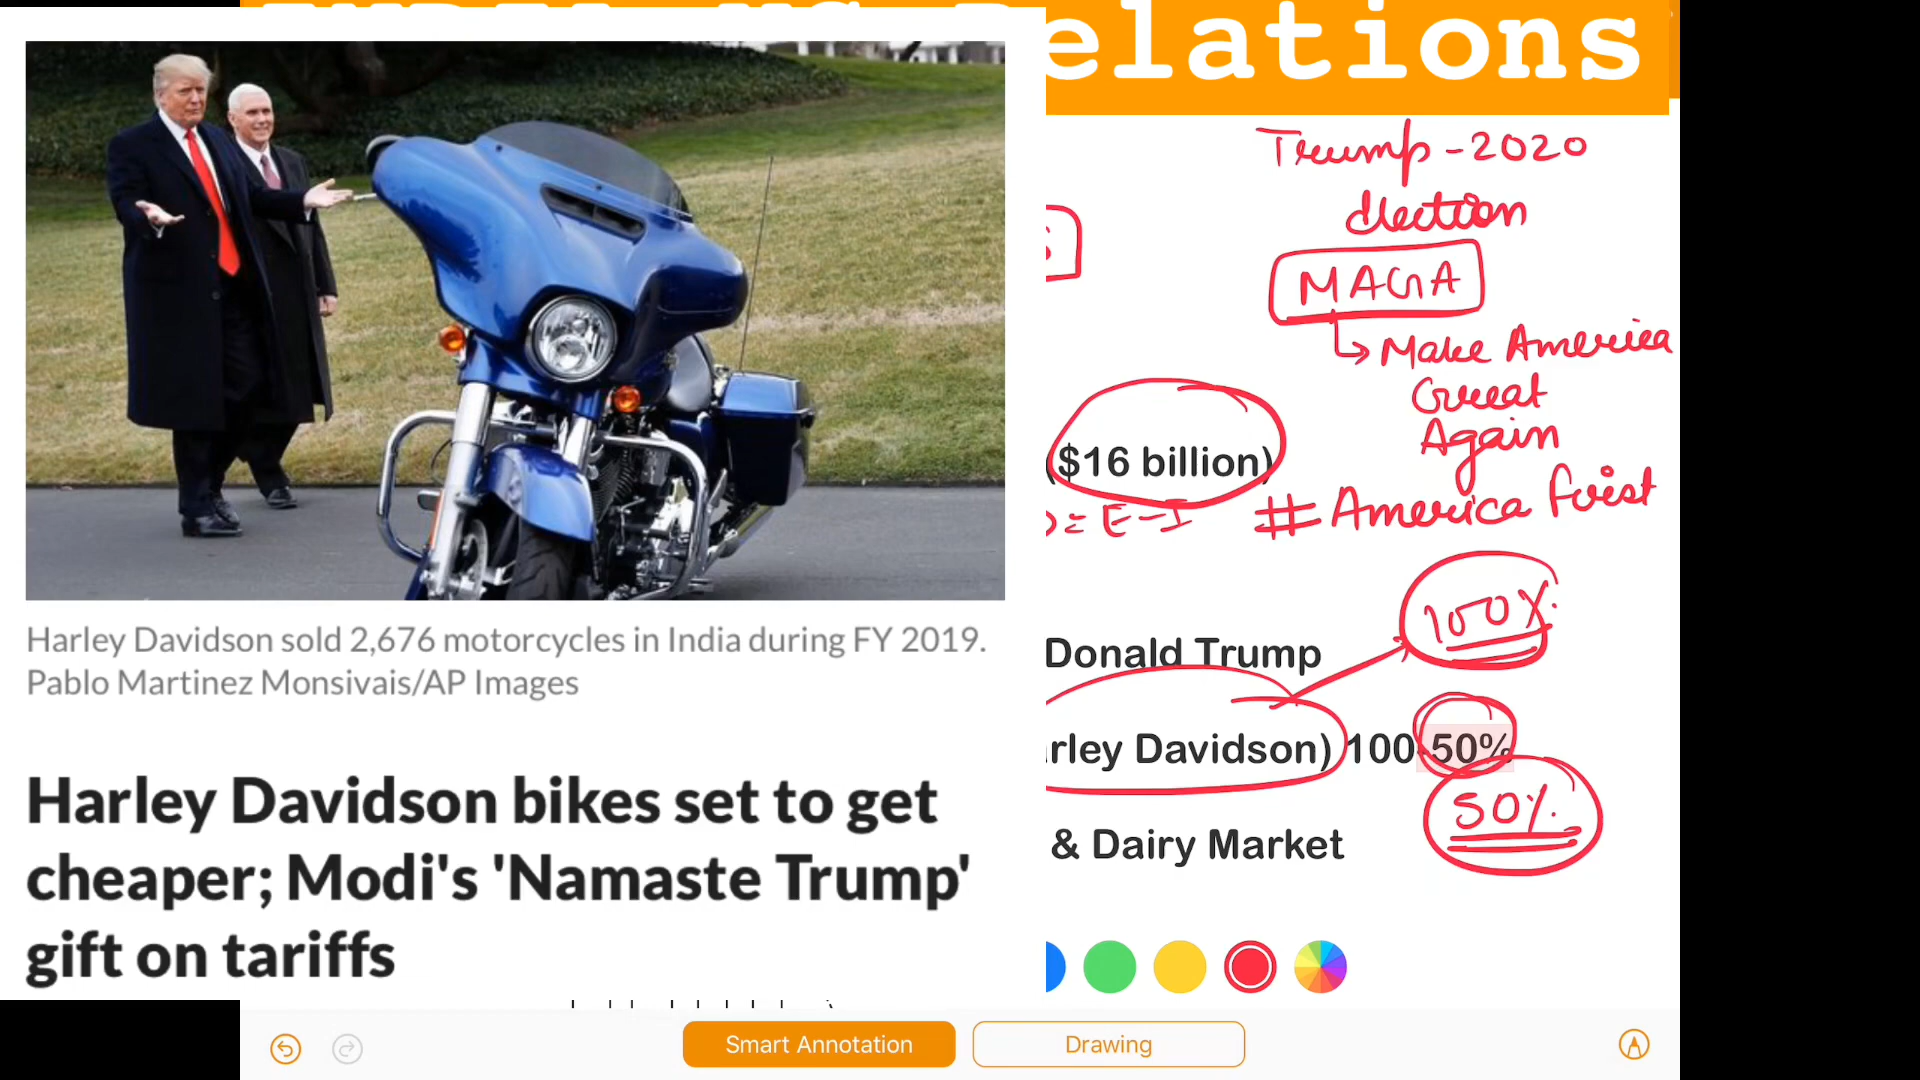 elations
Harley Davidson sold 2,676 motorcycles in India during FY 2019.
Pablo Martinez Monsivais/AP Images
Harley Davidson bikes set to get
cheaper; Modi's 'Namaste Trump'
gift on tariffs
Trump - 2020
Election
MAGA
↳ Make America
Great
Again
# America First
($16 billion)
= E - I
100%.
Donald Trump
rley Davidson) 100-50%
50%.
& Dairy Market
Smart Annotation
Drawing